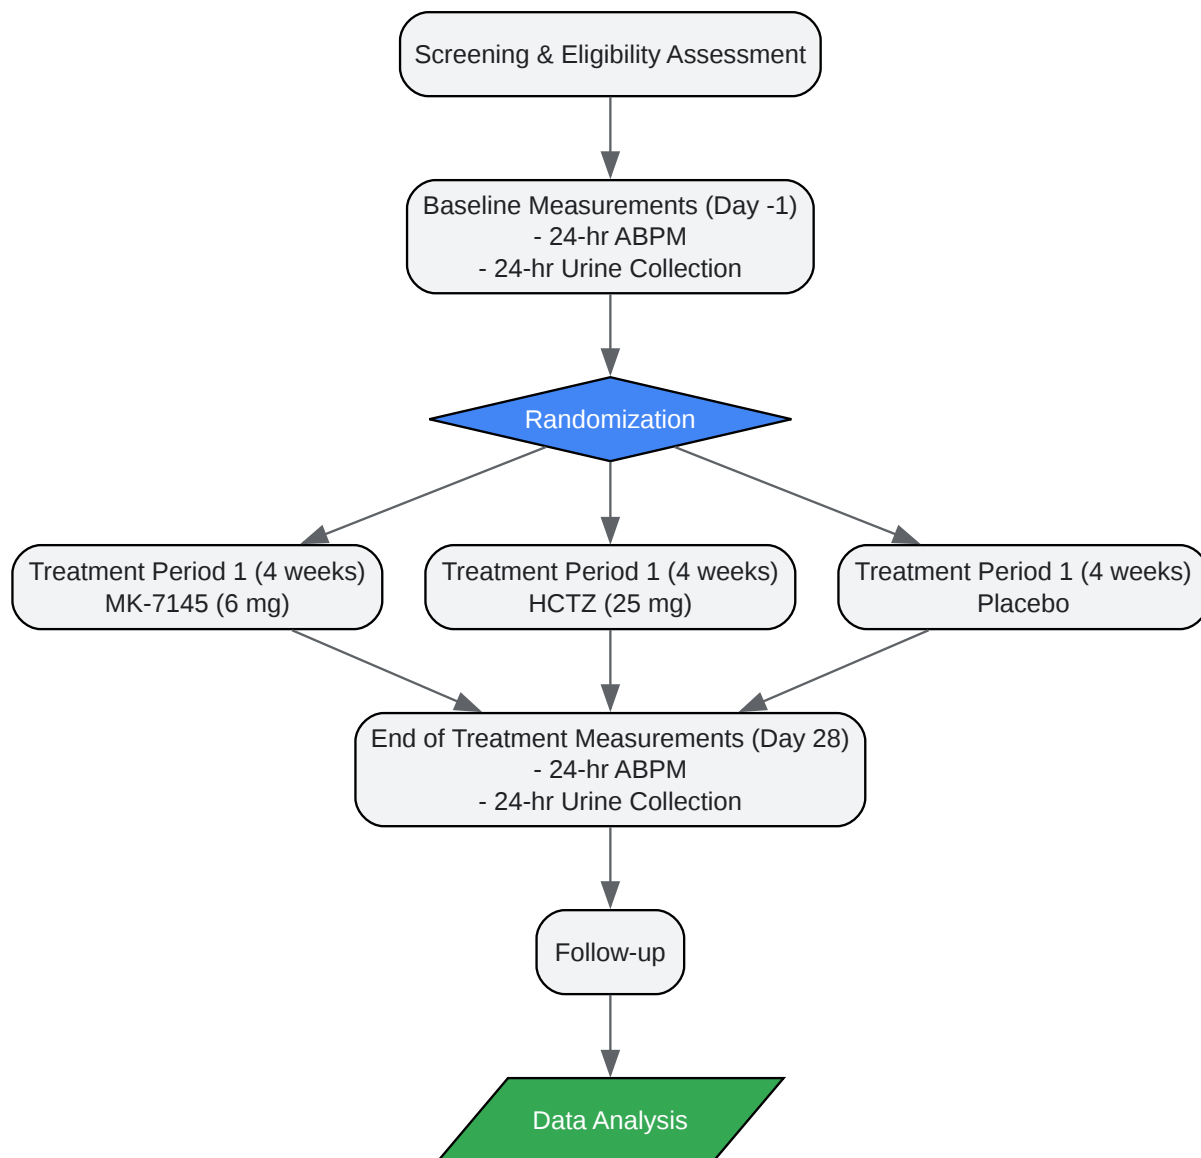 Screening & Eligibility Assessment
Baseline Measurements (Day -1)
- 24-hr ABPM
- 24-hr Urine Collection
Randomization
Treatment Period 1 (4 weeks)
MK-7145 (6 mg)
Treatment Period 1 (4 weeks)
HCTZ (25 mg)
Treatment Period 1 (4 weeks)
Placebo
End of Treatment Measurements (Day 28)
- 24-hr ABPM
- 24-hr Urine Collection
Follow-up
Data Analysis